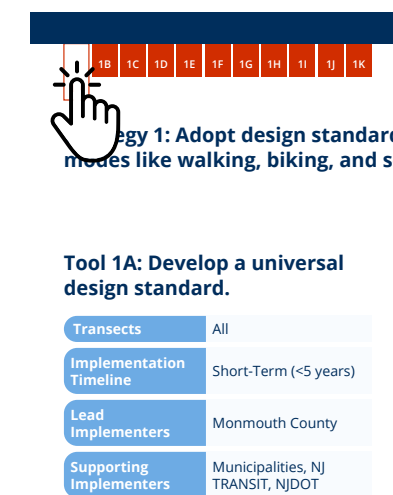 1B 1C 1D 1E 1F 1G 1H 1I 1J 1K
egy 1: Adopt design standard
modes like walking, biking, and s
Tool 1A: Develop a universal
design standard.
Transects All
Implementation
Timeline Short-Term (<5 years)
Lead
Implementers Monmouth County
Supporting Municipalities, NJ
Implementers TRANSIT, NJDOT